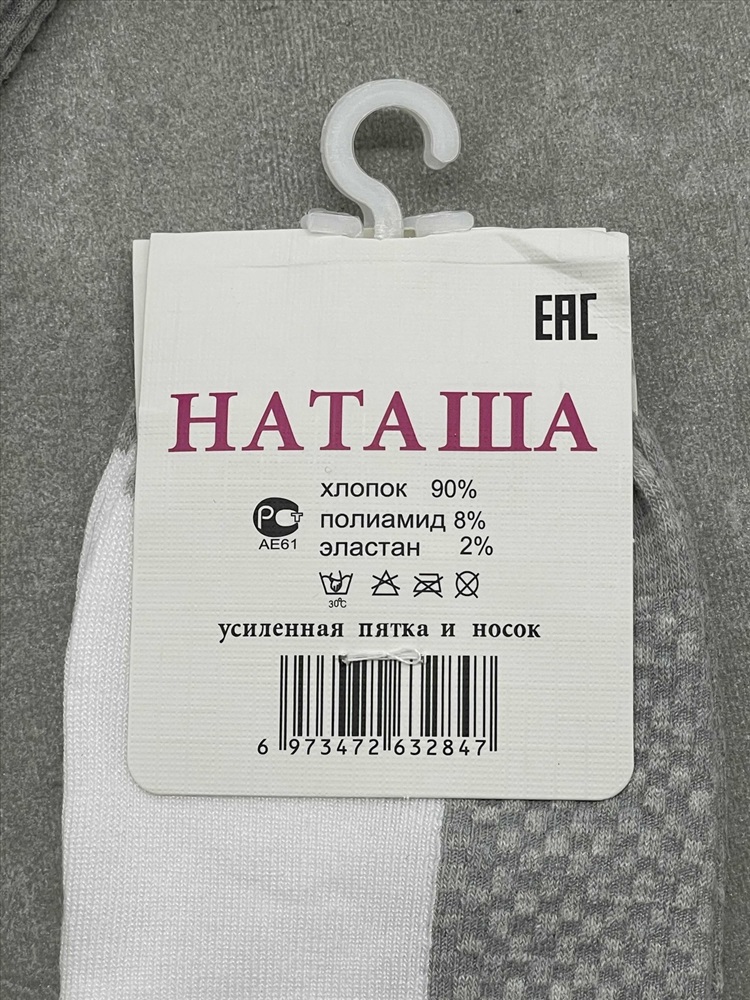 ЕАС
НАТАША
хлопок 90%
полиамид 8%
эластан 2%
РСТ
АЕ61
30°C
усиленная пятка и носок
6 973472 632847